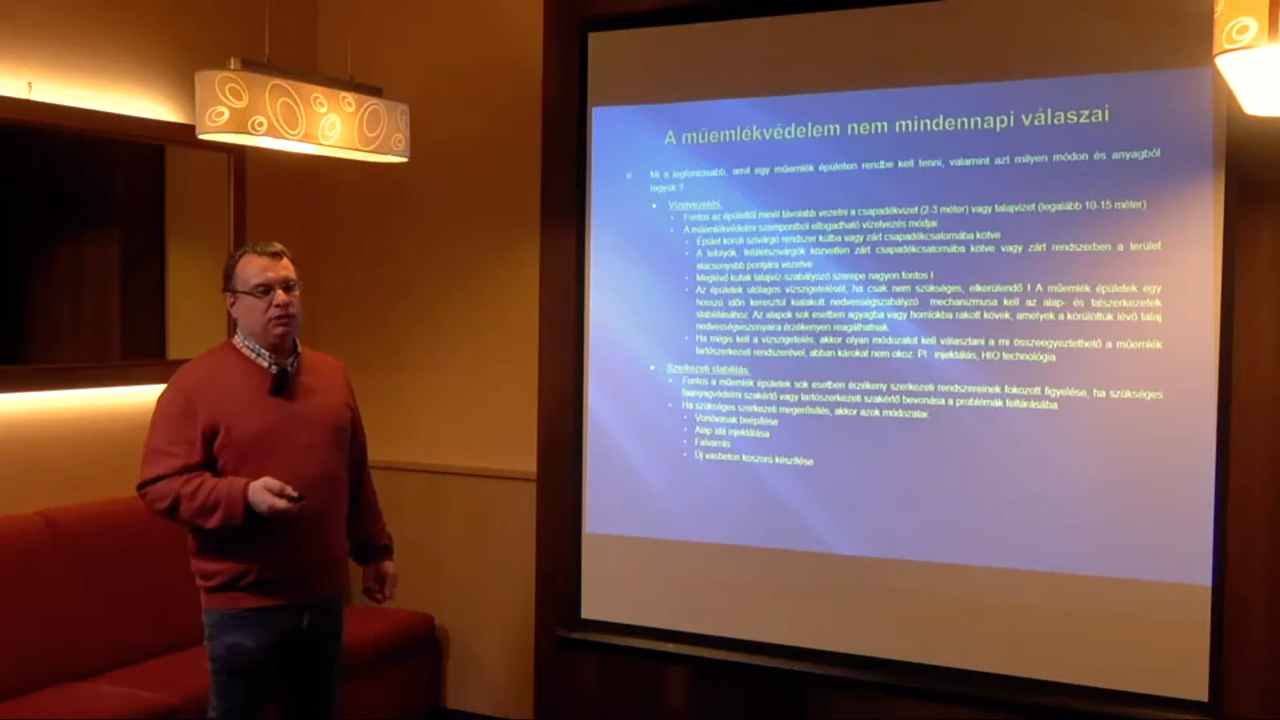 A műemlékvédelem nem mindennapi válaszai
Mi a legfontosabb, amit egy műemlék épületen rendbe kell tenni, valamint azt milyen módon és anyagból
tegyük ?
Vízelvezetés:
Fontos az épülettől minél távolabb vezetni a csapadékvizet (2-3 méter) vagy talajvizet (legalább 10-15 méter)
A műemlékvédelmi szempontból elfogadható vízelvezetés módjai
Épület körüli szivárgó rendszer kútba vagy zárt csapadékcsatornába kötve
A lefolyók, felületszivárgók közvetlen zárt csapadékcsatornába kötve vagy zárt rendszerben a terület
alacsonyabb pontjára vezetve
Meglévő kutak talajvíz-szabályozó szerepe nagyon fontos !
Az épületek utólagos vízszigetelését, ha csak nem szükséges, elkerülendő ! A műemlék épületek egy
hosszú időn keresztül kialakult nedvességszabályzó mechanizmusa kell az alap- és falszerkezetek
stabilitásához. Az alapok sok esetben agyagba vagy homokba rakott kövek, amelyek a körülöttük lévő talaj
nedvességviszonyaira érzékenyen reagálhatnak.
Ha mégis kell a vízszigetelés, akkor olyan módozatot kell választani a mi összeegyeztethető a műemlék
tartószerkezeti rendszerével, abban károkat nem okoz. Pl.: injektálás, HIO technológia
Szerkezeti stabilitás:
Fontos a műemlék épületek sok esetben érzékeny szerkezeti rendszereinek fokozott figyelése, ha szükséges
faanyagvédelmi szakértő vagy tartószerkezeti szakértő bevonása a problémák feltárásába.
Ha szükséges szerkezeti megerősítés, akkor azok módozatai:
Vonóvasak beépítése
Alap alá injektálása
Falvarrás
Új vasbeton koszorú készítése